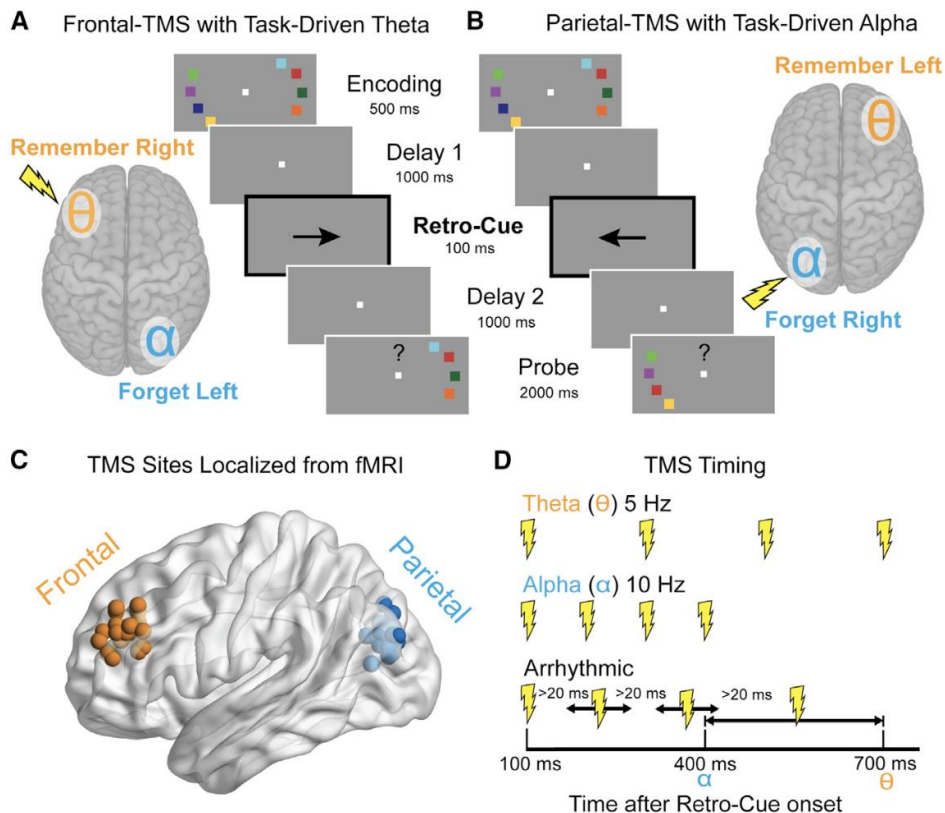 A Frontal-TMS with Task-Driven Theta
B Parietal-TMS with Task-Driven Alpha
Encoding
500 ms
Remember Right
θ
α
Forget Left
Delay 1
1000 ms
Retro-Cue
100 ms
Delay 2
1000 ms
?
?
Probe
2000 ms
Remember Left
θ
α
Forget Right
C TMS Sites Localized from fMRI
Frontal
Parietal
D TMS Timing
Theta (θ) 5 Hz
Alpha (α) 10 Hz
Arrhythmic
>20 ms >20 ms >20 ms
100 ms 400 ms 700 ms
α θ
Time after Retro-Cue onset